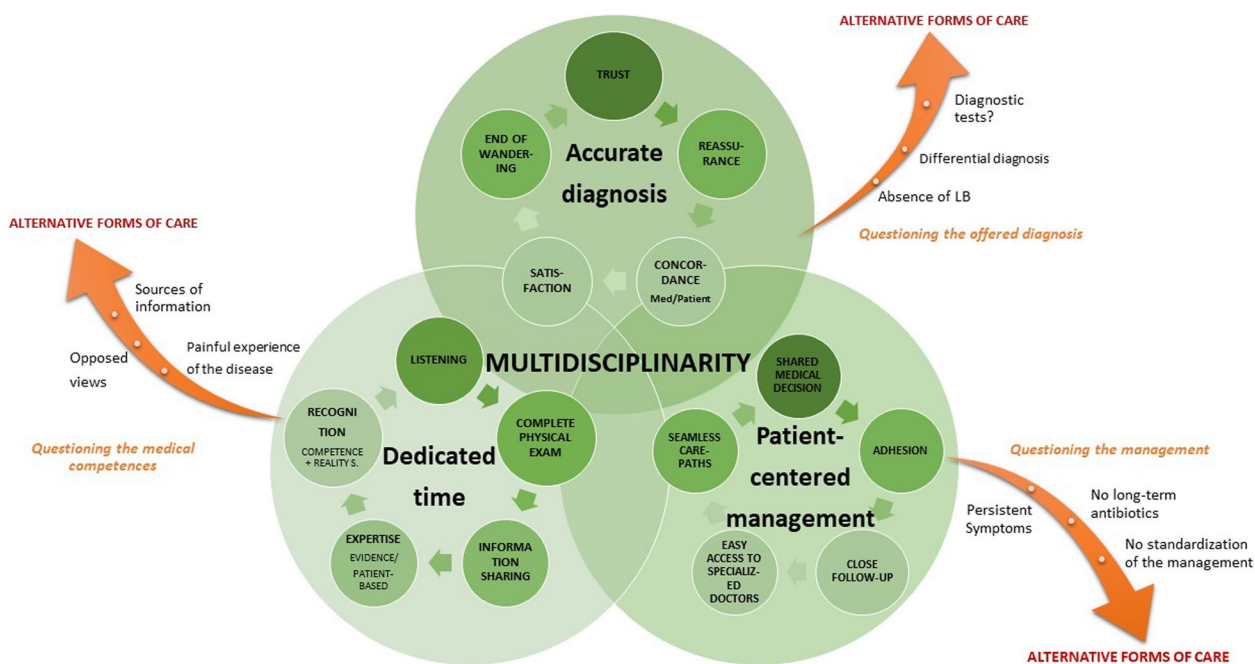 ALTERNATIVE FORMS OF CARE
Diagnostic
tests?
Differential diagnosis
Absence of LB
Questioning the offered diagnosis
TRUST
REASSU-
RANCE
CONCOR-
DANCE
Med/Patient
SATIS-
FACTION
END OF
WANDER-
ING
Accurate
diagnosis
ALTERNATIVE FORMS OF CARE
Sources of
information
Opposed
views
Painful experience
of the disease
Questioning the medical
competences
MULTIDISCIPLINARITY
LISTENING
COMPLETE
PHYSICAL
EXAM
INFORMA
TION
SHARING
EXPERTISE
EVIDENCE/
PATIENT-
BASED
RECOGNI
TION
COMPETENCE
+ REALITY S.
Dedicated
time
SHARED
MEDICAL
DECISION
ADHESION
CLOSE
FOLLOW-UP
EASY
ACCESS TO
SPECIALIZ-
ED
DOCTORS
SEAMLESS
CARE-
PATHS
Patient-
centered
management
Questioning the management
Persistent
Symptoms
No long-term
antibiotics
No standardization
of the management
ALTERNATIVE FORMS OF CARE